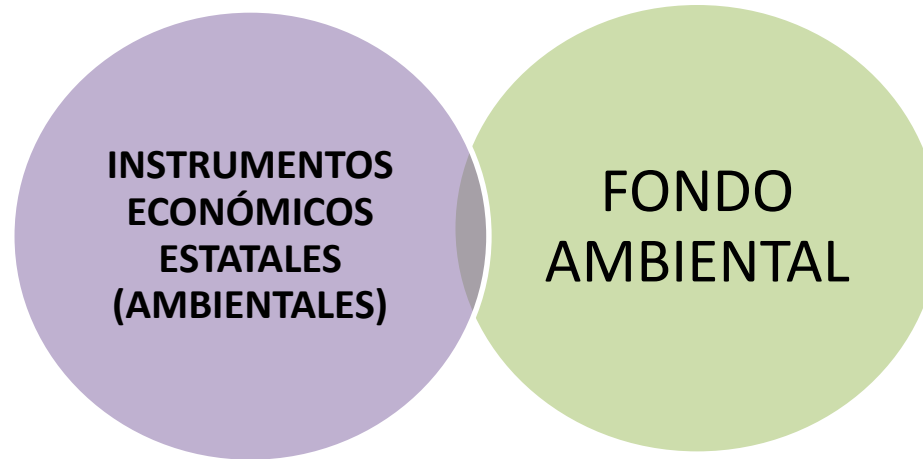 INSTRUMENTOS
ECONÓMICOS
ESTATALES
(AMBIENTALES)
FONDO
AMBIENTAL